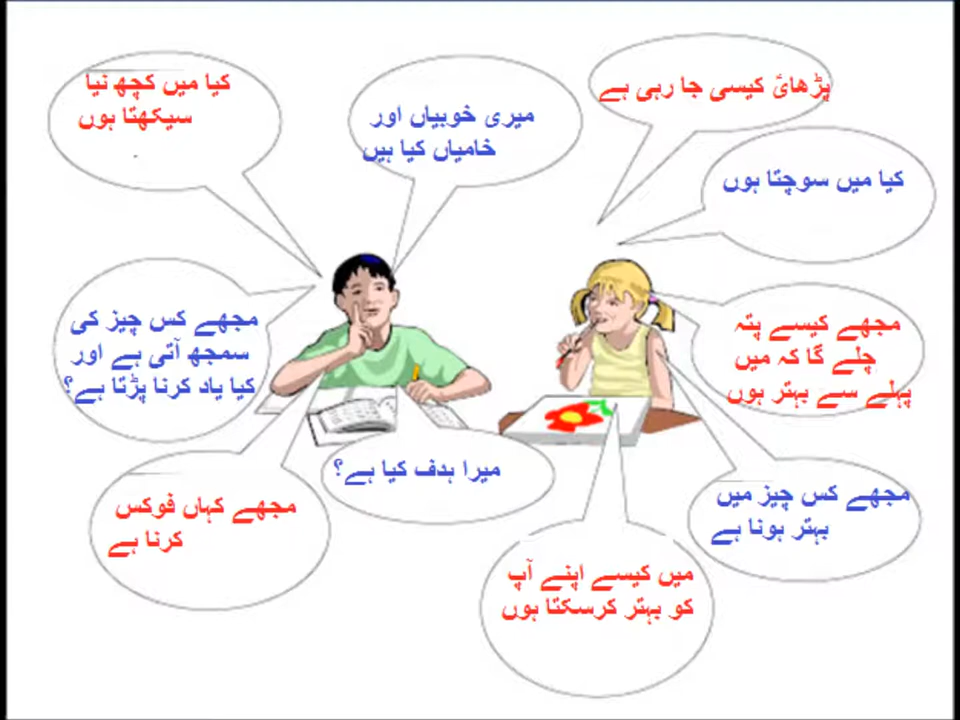 کیا میں کچھ نیا
سیکھتا ہوں
میری خوبیاں اور
خامیاں کیا ہیں
پڑھائ کیسی جا رہی ہے
کیا میں سوچتا ہوں
مجھے کس چیز کی
سمجھ آتی ہے اور
کیا یاد کرنا پڑتا ہے؟
مجھے کیسے پتہ
چلے گا کہ میں
پہلے سے بہتر ہوں
میرا ہدف کیا ہے؟
مجھے کہاں فوکس
کرنا ہے
مجھے کس چیز میں
بہتر ہونا ہے
میں کیسے اپنے آپ
کو بہتر کرسکتا ہوں